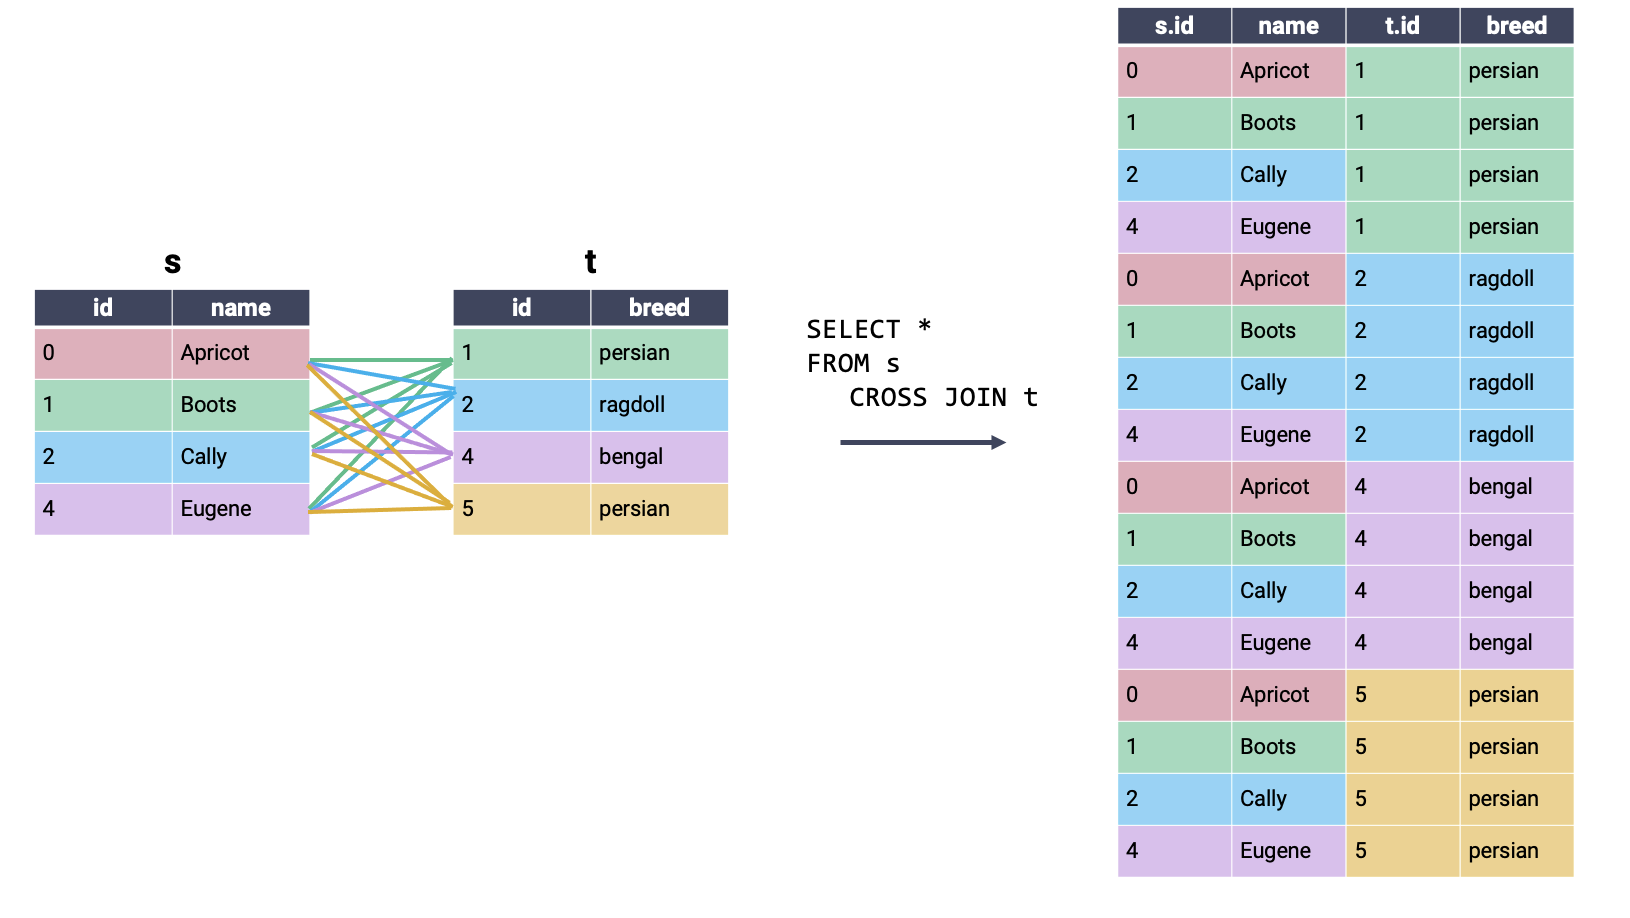 s
id name
0 Apricot
1 Boots
2 Cally
4 Eugene
t
id breed
1 persian
2 ragdoll
4 bengal
5 persian
SELECT *
FROM s
CROSS JOIN t
s.id name t.id breed
0 Apricot 1 persian
1 Boots 1 persian
2 Cally 1 persian
4 Eugene 1 persian
0 Apricot 2 ragdoll
1 Boots 2 ragdoll
2 Cally 2 ragdoll
4 Eugene 2 ragdoll
0 Apricot 4 bengal
1 Boots 4 bengal
2 Cally 4 bengal
4 Eugene 4 bengal
0 Apricot 5 persian
1 Boots 5 persian
2 Cally 5 persian
4 Eugene 5 persian